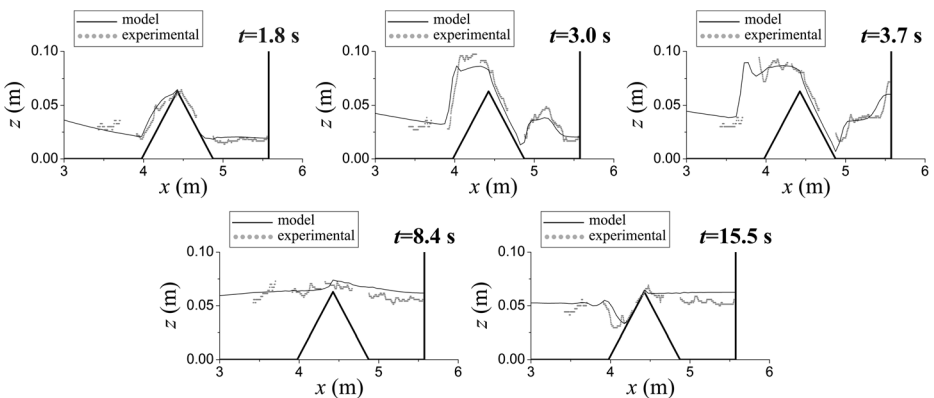 model
experimental
t=1.8 s
0.10
0.05
0.00
z (m)
3 4 5 6
x (m)
model
experimental
t=3.0 s
0.10
0.05
0.00
z (m)
3 4 5 6
x (m)
model
experimental
t=3.7 s
0.10
0.05
0.00
z (m)
3 4 5 6
x (m)
model
experimental
t=8.4 s
0.10
0.05
0.00
z (m)
3 4 5 6
x (m)
model
experimental
t=15.5 s
0.10
0.05
0.00
z (m)
3 4 5 6
x (m)